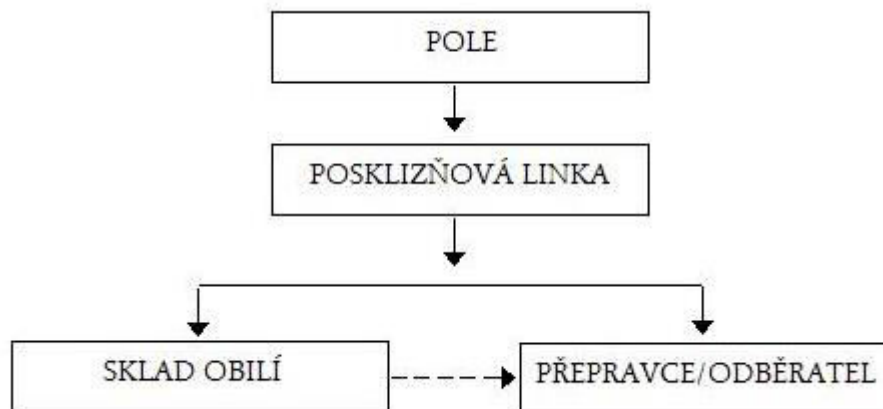 POLE
POSKLIZŇOVÁ LINKA
SKLAD OBILÍ
PŘEPRAVCE/ODBĚRATEL